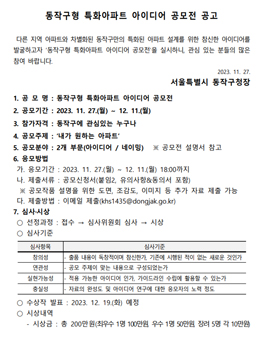 동작구형 특화아파트 아이디어 공모전 공고
다른 지역 아파트와 차별화된 동작구만의 특화된 아파트 설계를 위한 참신한 아이디어를
발굴하고자 '동작구형 특화아파트 아이디어 공모전'을 실시하니, 관심 있는 분들의 많은
참여 바랍니다.
2023. 11. 27.
서울특별시 동작구청장
1. 공 모 명 : 동작구형 특화아파트 아이디어 공모전
2. 공모기간 : 2023. 11. 27.(월) ~ 12. 11.(월)
3. 참가자격 : 동작구에 관심있는 누구나
4. 공모주제 : '내가 원하는 아파트'
5. 공모분야 : 2개 부문(아이디어 / 네이밍) ※ 공모전 설명서 참고
6. 응모방법
가. 응모기간 : 2023. 11. 27.(월) ~ 12. 11.(월) 18:00까지
나. 제출서류 : 공모신청서(붙임2, 유의사항&동의서 포함)
※ 공모작품 설명을 위한 도면, 조감도, 이미지 등 추가 자료 제출 가능
다. 제출방법 : 이메일 제출(khs1435@dongjak.go.kr)
7. 심사·시상
○ 선정과정 : 접수 → 심사위원회 심사 → 시상
○ 심사기준
심사항목 심사기준
창의성 - 출품 내용이 독창적이며 참신한가, 기존에 시행된 적이 없는 새로운 것인가
연관성 - 공모 주제이 맞는 내용으로 구성되었는가
실현가능성 - 적용 가능한 아이디어 인가, 가이드라인 수립에 활용할 수 있는가
충실성 - 자료의 완성도 및 아이디어 연구에 대한 응모자의 노력 정도
○ 수상작 발표 : 2023. 12. 19.(화) 예정
○ 시상내역
- 시상금 : 총 200만원(최우수 1명 100만원, 우수 1명 50만원, 장려 5명 각 10만원)